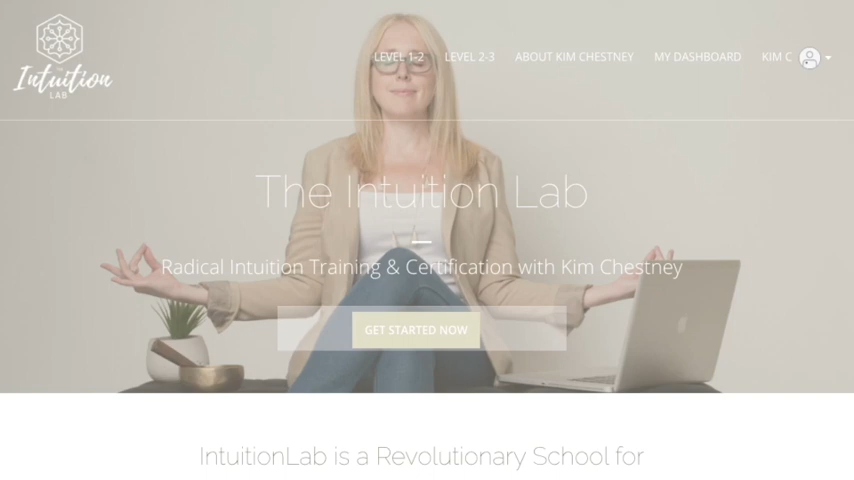 Intuition
LAB
LEVEL 1-2
LEVEL 2-3
ABOUT KIM CHESTNEY
MY DASHBOARD
KIM C
The Intuition Lab
Radical Intuition Training & Certification with Kim Chestney
GET STARTED NOW
IntuitionLab is a Revolutionary School for